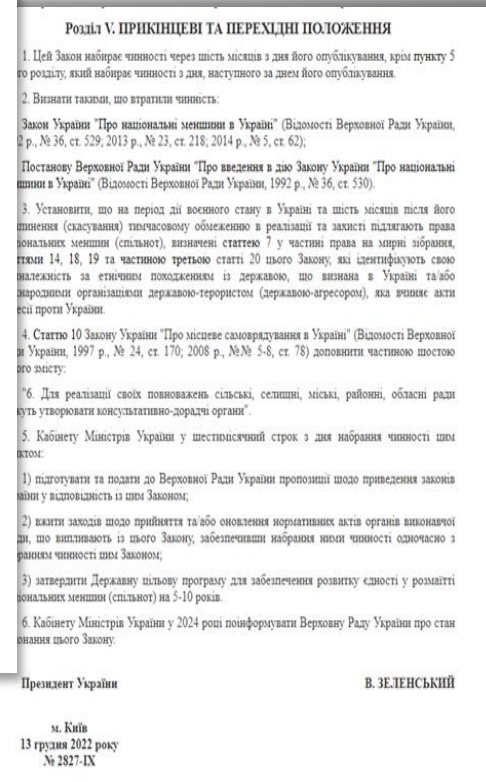 Розділ V. ПРИКІНЦЕВІ ТА ПЕРЕХІДНІ ПОЛОЖЕННЯ
1. Цей Закон набирає чинності через шість місяців з дня його опублікування, крім пункту 5
го розділу, який набирає чинності з дня, наступного за днем його опублікування.
2. Визнати такими, що втратили чинність:
Закон України "Про національні меншини в Україні" (Відомості Верховної Ради України,
2 р., № 36, ст. 529; 2013 р., № 23, ст. 218; 2014 р., № 5, ст. 62);
Постанову Верховної Ради України "Про введення в дію Закону України "Про національні
шини в Україні" (Відомості Верховної Ради України, 1992 р., № 36, ст. 530).
3. Установити, що на період дії воєнного стану в Україні та шість місяців після його
пинення (скасування) тимчасовому обмеженню в реалізації та захисті підлягають права
іональних меншин (спільнот), визначені статтею 7 у частині права на мирні зібрання,
ттями 14, 18, 19 та частиною третьою статті 20 цього Закону, які ідентифікують свою
належність за етнічним походженням із державою, що визнана в Україні та/або
народними організаціями державою-терористом (державою-агресором), яка вчиняє акти
есії проти України.
4. Статтю 10 Закону України "Про місцеве самоврядування в Україні" (Відомості Верховної
и України, 1997 р., № 24, ст. 170; 2008 р., №№ 5-8, ст. 78) доповнити частиною шостою
ого змісту:
"6. Для реалізації своїх повноважень сільські, селищні, міські, районні, обласні ради
жуть утворювати консультативно-дорадчі органи".
5. Кабінету Міністрів України у шестимісячний строк з дня набрання чинності цим
ктом:
1) підготувати та подати до Верховної Ради України пропозиції щодо приведення законів
аїни у відповідність із цим Законом;
2) вжити заходів щодо прийняття та/або оновлення нормативних актів органів виконавчої
ди, що випливають із цього Закону, забезпечивши набрання ними чинності одночасно з
ранням чинності цим Законом;
3) затвердити Державну цільову програму для забезпечення розвитку єдності у розмаїтті
іональних меншин (спільнот) на 5-10 років.
6. Кабінету Міністрів України у 2024 році поінформувати Верховну Раду України про стан
онання цього Закону.
Президент України В. ЗЕЛЕНСЬКИЙ
м. Київ
13 грудня 2022 року
№ 2827-IX